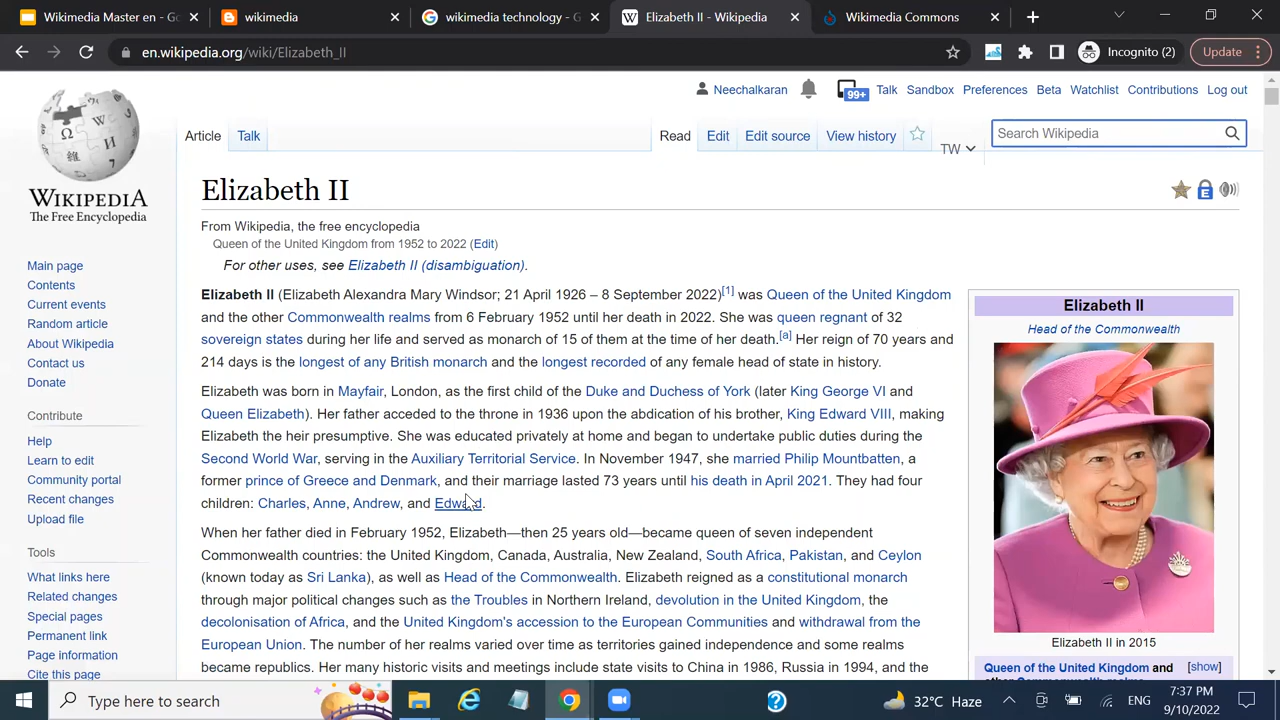 Wikimedia Master en - Go
wikimedia
wikimedia technology - G
Elizabeth II - Wikipedia
Wikimedia Commons
en.wikipedia.org/wiki/Elizabeth_II
Incognito (2)
Update
Neechalkaran
99+
Talk
Sandbox
Preferences
Beta
Watchlist
Contributions
Log out
Article
Talk
Read
Edit
Edit source
View history
TW
Search Wikipedia
WIKIPEDIA
The Free Encyclopedia
Main page
Contents
Current events
Random article
About Wikipedia
Contact us
Donate
Contribute
Help
Learn to edit
Community portal
Recent changes
Upload file
Tools
What links here
Related changes
Special pages
Permanent link
Page information
Cite this page
Elizabeth II
From Wikipedia, the free encyclopedia
Queen of the United Kingdom from 1952 to 2022 (Edit)
For other uses, see Elizabeth II (disambiguation).
Elizabeth II (Elizabeth Alexandra Mary Windsor; 21 April 1926 – 8 September 2022)[1] was Queen of the United Kingdom
and the other Commonwealth realms from 6 February 1952 until her death in 2022. She was queen regnant of 32
sovereign states during her life and served as monarch of 15 of them at the time of her death.[a] Her reign of 70 years and
214 days is the longest of any British monarch and the longest recorded of any female head of state in history.
Elizabeth was born in Mayfair, London, as the first child of the Duke and Duchess of York (later King George VI and
Queen Elizabeth). Her father acceded to the throne in 1936 upon the abdication of his brother, King Edward VIII, making
Elizabeth the heir presumptive. She was educated privately at home and began to undertake public duties during the
Second World War, serving in the Auxiliary Territorial Service. In November 1947, she married Philip Mountbatten, a
former prince of Greece and Denmark, and their marriage lasted 73 years until his death in April 2021. They had four
children: Charles, Anne, Andrew, and Edward.
When her father died in February 1952, Elizabeth—then 25 years old—became queen of seven independent
Commonwealth countries: the United Kingdom, Canada, Australia, New Zealand, South Africa, Pakistan, and Ceylon
(known today as Sri Lanka), as well as Head of the Commonwealth. Elizabeth reigned as a constitutional monarch
through major political changes such as the Troubles in Northern Ireland, devolution in the United Kingdom, the
decolonisation of Africa, and the United Kingdom's accession to the European Communities and withdrawal from the
European Union. The number of her realms varied over time as territories gained independence and some realms
became republics. Her many historic visits and meetings include state visits to China in 1986, Russia in 1994, and the
Elizabeth II
Head of the Commonwealth
Elizabeth II in 2015
Queen of the United Kingdom and
[show]
Type here to search
32°C Haze
ENG
7:37 PM
9/10/2022